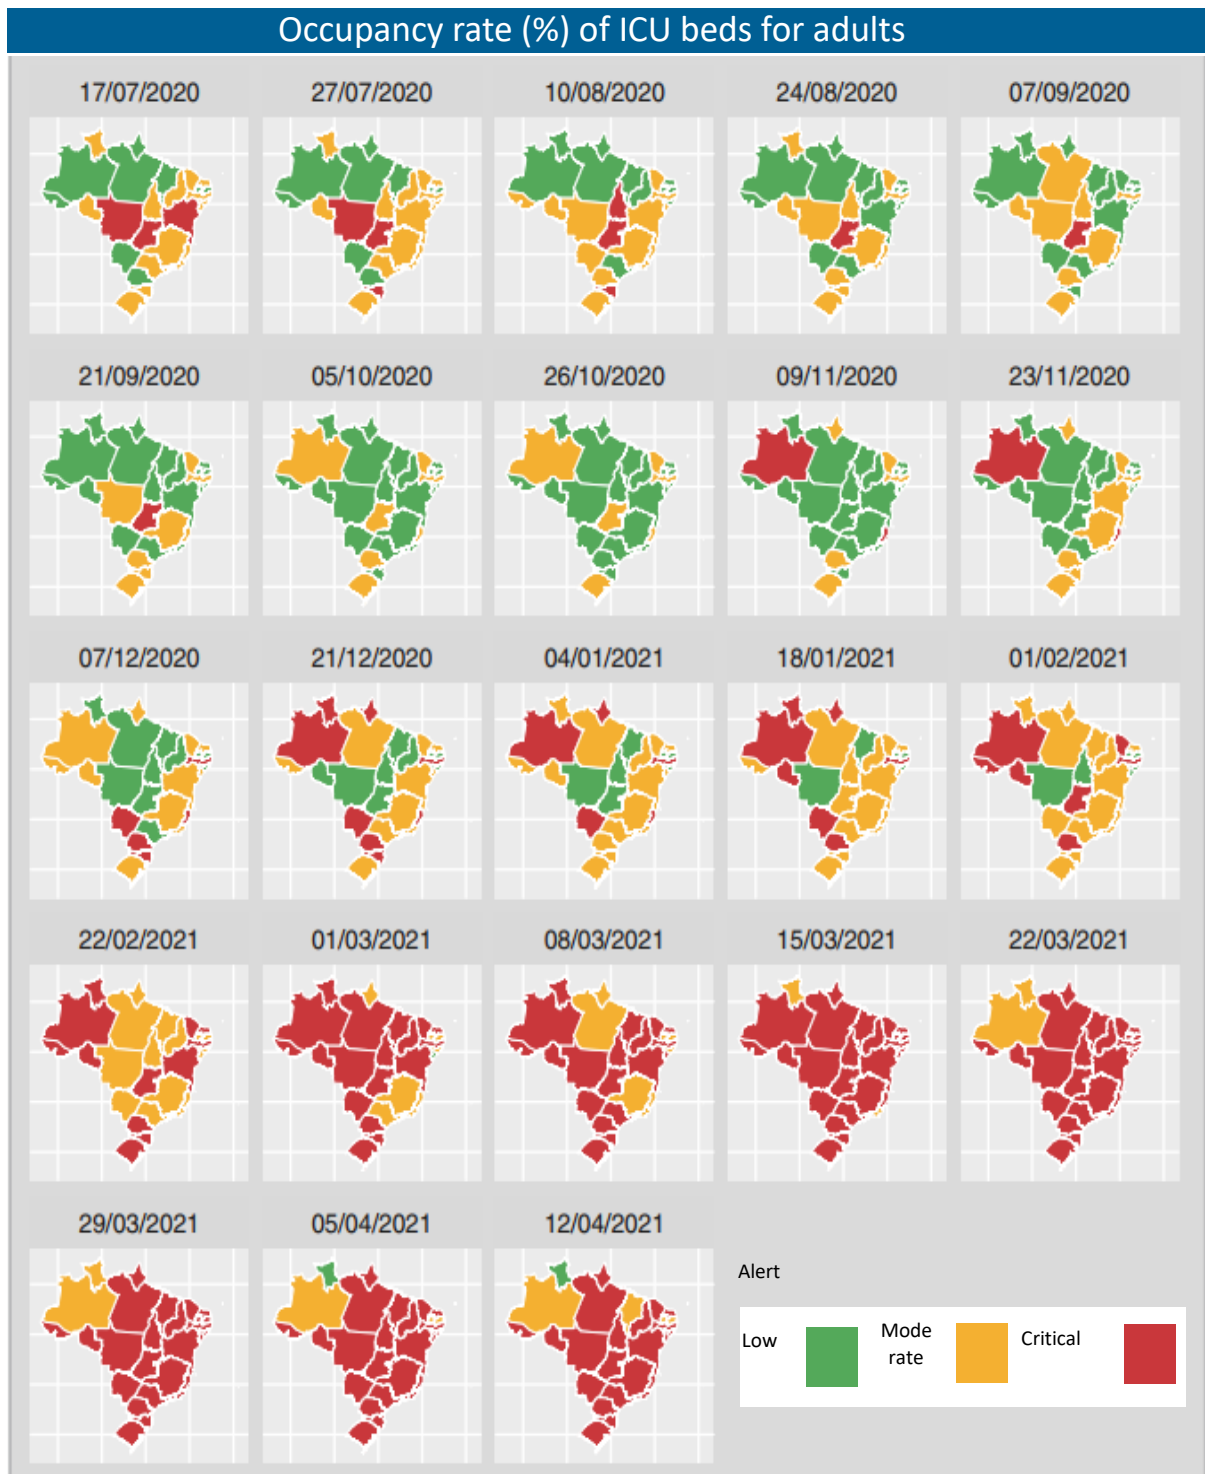 Occupancy rate (%) of ICU beds for adults
17/07/2020 27/07/2020 10/08/2020 24/08/2020 07/09/2020
21/09/2020 05/10/2020 26/10/2020 09/11/2020 23/11/2020
07/12/2020 21/12/2020 04/01/2021 18/01/2021 01/02/2021
22/02/2021 01/03/2021 08/03/2021 15/03/2021 22/03/2021
29/03/2021 05/04/2021 12/04/2021
Alert
Low
Mode
rate
Critical